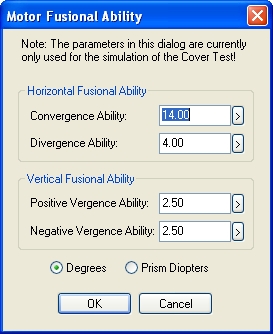 Motor Fusional Ability
Note: The parameters in this dialog are currently
only used for the simulation of the Cover Test!
Horizontal Fusional Ability
Convergence Ability: 14.00 >
Divergence Ability: 4.00 >
Vertical Fusional Ability
Positive Vergence Ability: 2.50 >
Negative Vergence Ability: 2.50 >
Degrees Prism Diopters
OK Cancel